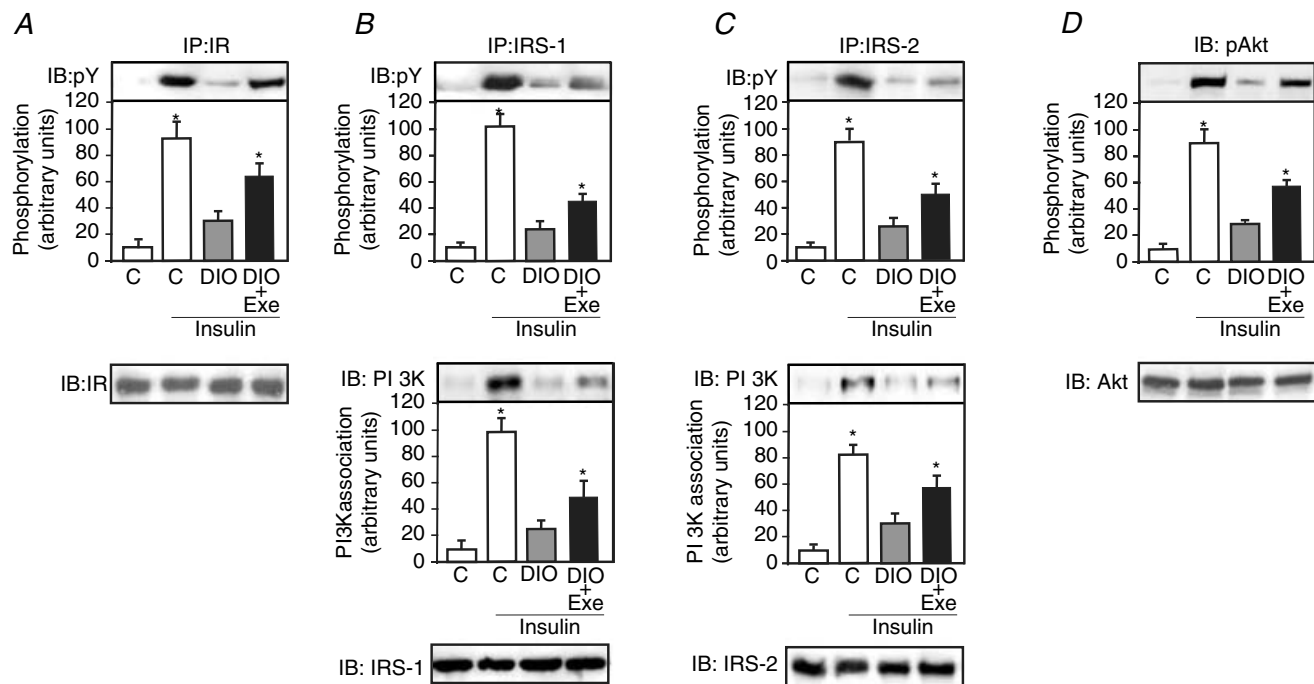 A
IP:IR
IB:pY
Phosphorylation
(arbitrary units)
120
100
80
60
40
20
0
*
*
C
C
DIO
DIO
+
Exe
Insulin
IB:IR
B
IP:IRS-1
IB:pY
Phosphorylation
(arbitrary units)
120
100
80
60
40
20
0
*
*
C
C
DIO
DIO
+
Exe
Insulin
IB: PI 3K
PI3Kassociation
(arbitrary units)
120
100
80
60
40
20
0
*
*
C
C
DIO
DIO
+
Exe
Insulin
IB: IRS-1
C
IP:IRS-2
IB:pY
Phosphorylation
(arbitrary units)
120
100
80
60
40
20
0
*
*
C
C
DIO
DIO
+
Exe
Insulin
IB: PI 3K
PI 3K association
(arbitrary units)
120
100
80
60
40
20
0
*
*
C
C
DIO
DIO
+
Exe
Insulin
IB: IRS-2
D
IB: pAkt
Phosphorylation
(arbitrary units)
120
100
80
60
40
20
0
*
*
C
C
DIO
DIO
+
Exe
Insulin
IB: Akt